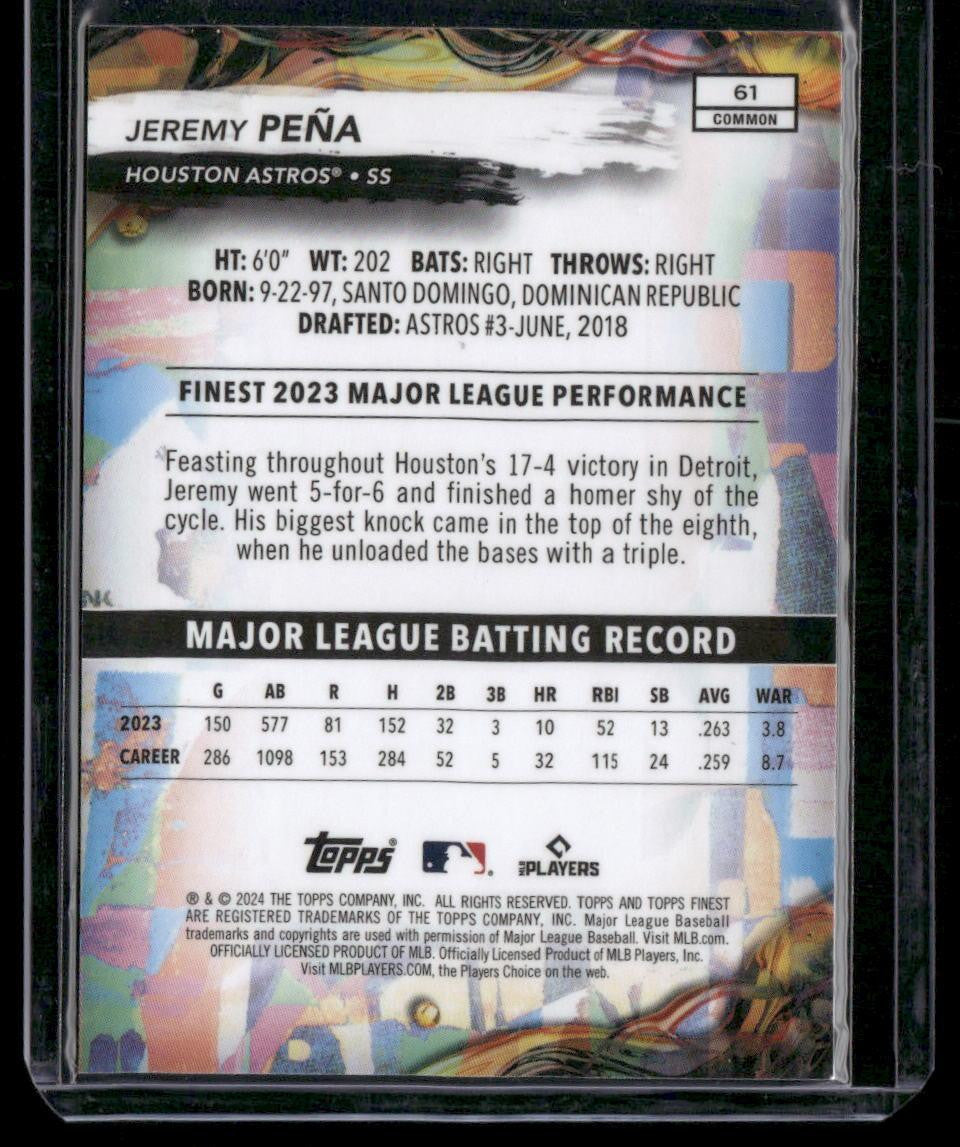 61
COMMON
JEREMY PEÑA
HOUSTON ASTROS® • SS
HT: 6'0" WT: 202 BATS: RIGHT THROWS: RIGHT
BORN: 9-22-97, SANTO DOMINGO, DOMINICAN REPUBLIC
DRAFTED: ASTROS #3-JUNE, 2018
FINEST 2023 MAJOR LEAGUE PERFORMANCE
Feasting throughout Houston's 17-4 victory in Detroit,
Jeremy went 5-for-6 and finished a homer shy of the
cycle. His biggest knock came in the top of the eighth,
when he unloaded the bases with a triple.
NK
MAJOR LEAGUE BATTING RECORD
G AB R H 2B 3B HR RBI SB AVG WAR
2023 150 577 81 152 32 3 10 52 13 .263 3.8
CAREER 286 1098 153 284 52 5 32 115 24 .259 8.7
Topps® MLB PLAYERS
® & © 2024 THE TOPPS COMPANY, INC. ALL RIGHTS RESERVED. TOPPS AND TOPPS FINEST
ARE REGISTERED TRADEMARKS OF THE TOPPS COMPANY, INC. Major League Baseball
trademarks and copyrights are used with permission of Major League Baseball. Visit MLB.com.
OFFICIALLY LICENSED PRODUCT OF MLB. Officially Licensed Product of MLB Players, Inc.
Visit MLBPLAYERS.COM, the Players Choice on the web.